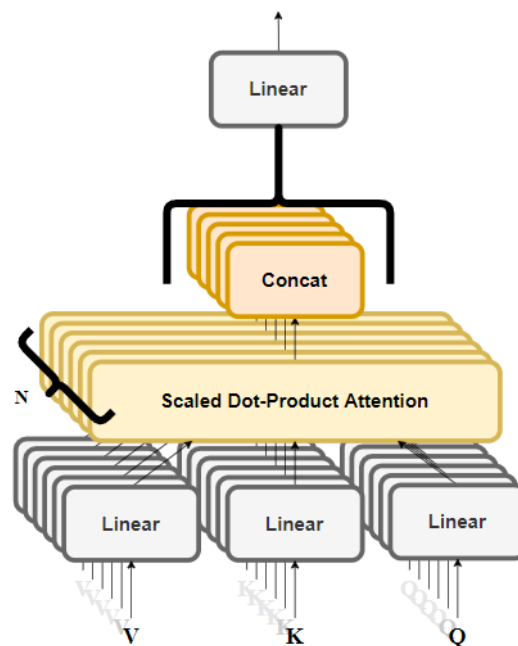 Linear
Concat
N
Scaled Dot-Product Attention
Linear Linear Linear
V V V V V V K K K K K K Q Q Q Q Q Q